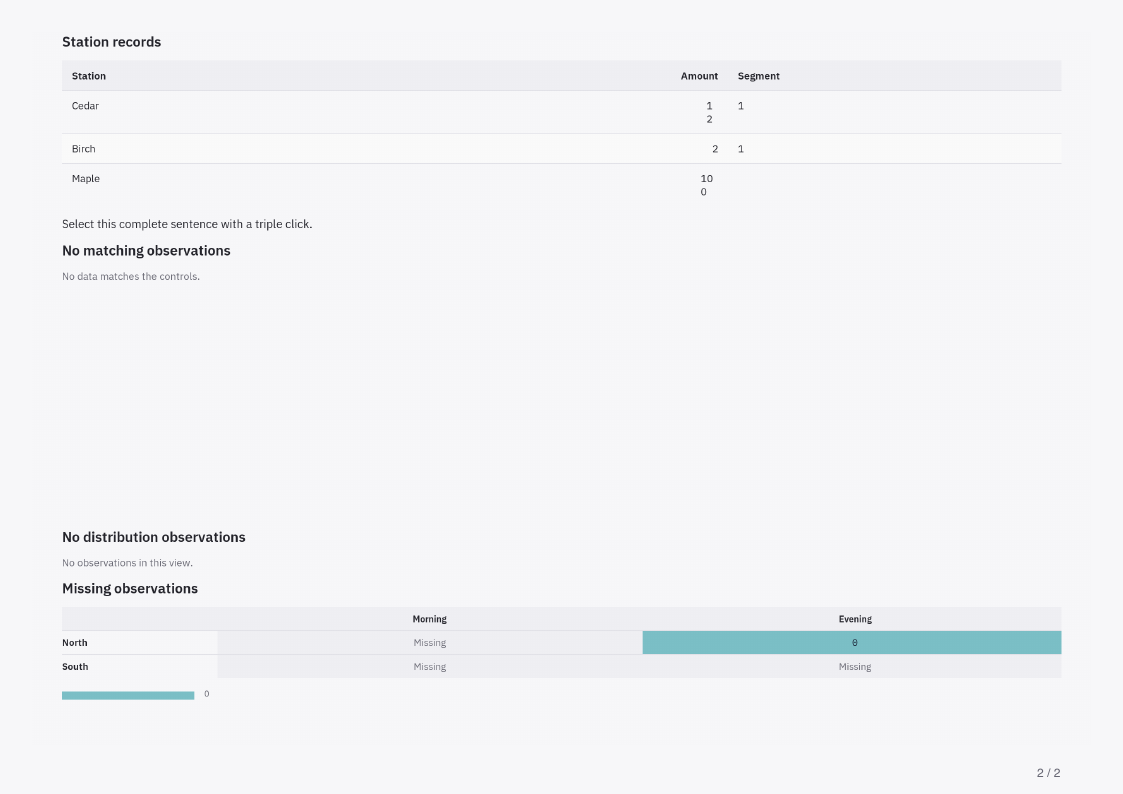 Station records
Station Amount Segment
Cedar 1 1
2
Birch 2 1
Maple 10
0
Select this complete sentence with a triple click.
No matching observations
No data matches the controls.
No distribution observations
No observations in this view.
Missing observations
Morning Evening
North Missing 0
South Missing Missing
0
2 / 2